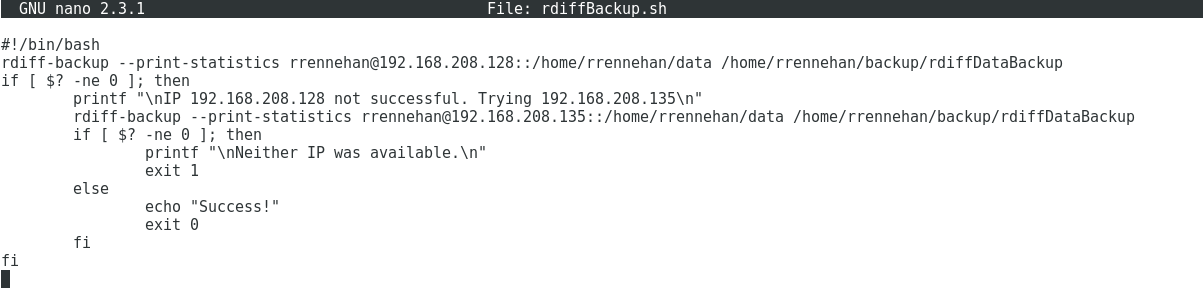 GNU nano 2.3.1 File: rdiffBackup.sh
#!/bin/bash
rdiff-backup --print-statistics rrennehan@192.168.208.128::/home/rrennehan/data /home/rrennehan/backup/rdiffDataBackup
if [ $? -ne 0 ]; then
        printf "\nIP 192.168.208.128 not successful. Trying 192.168.208.135\n"
        rdiff-backup --print-statistics rrennehan@192.168.208.135::/home/rrennehan/data /home/rrennehan/backup/rdiffDataBackup
        if [ $? -ne 0 ]; then
                printf "\nNeither IP was available.\n"
                exit 1
        else
                echo "Success!"
                exit 0
        fi
fi